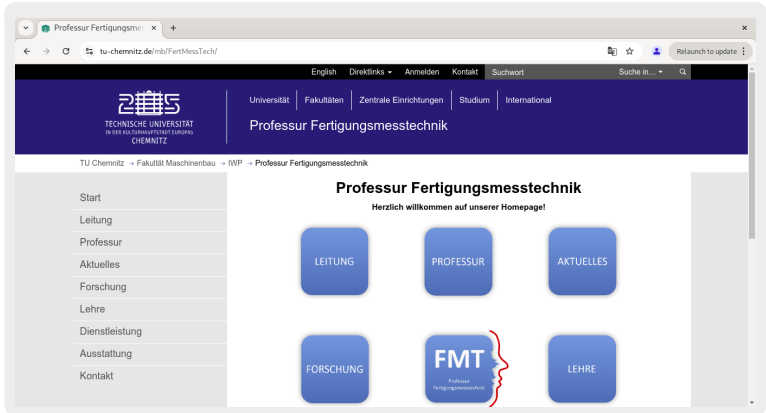 Professur Fertigungsmes
tu-chemnitz.de/mb/FertMessTech/
Relaunch to update
English Direktlinks Anmelden Kontakt Suchwort Suche in...
TECHNISCHE UNIVERSITÄT
IN DER KULTURHAUPTSTADT EUROPAS
CHEMNITZ
Universität Fakultäten Zentrale Einrichtungen Studium International
Professur Fertigungsmesstechnik
TU Chemnitz → Fakultät Maschinenbau → IWP → Professur Fertigungsmesstechnik
Start
Leitung
Professur
Aktuelles
Forschung
Lehre
Dienstleistung
Ausstattung
Kontakt
Professur Fertigungsmesstechnik
Herzlich willkommen auf unserer Homepage!
LEITUNG
PROFESSUR
AKTUELLES
FORSCHUNG
FMT
Professur
Fertigungsmesstechnik
LEHRE